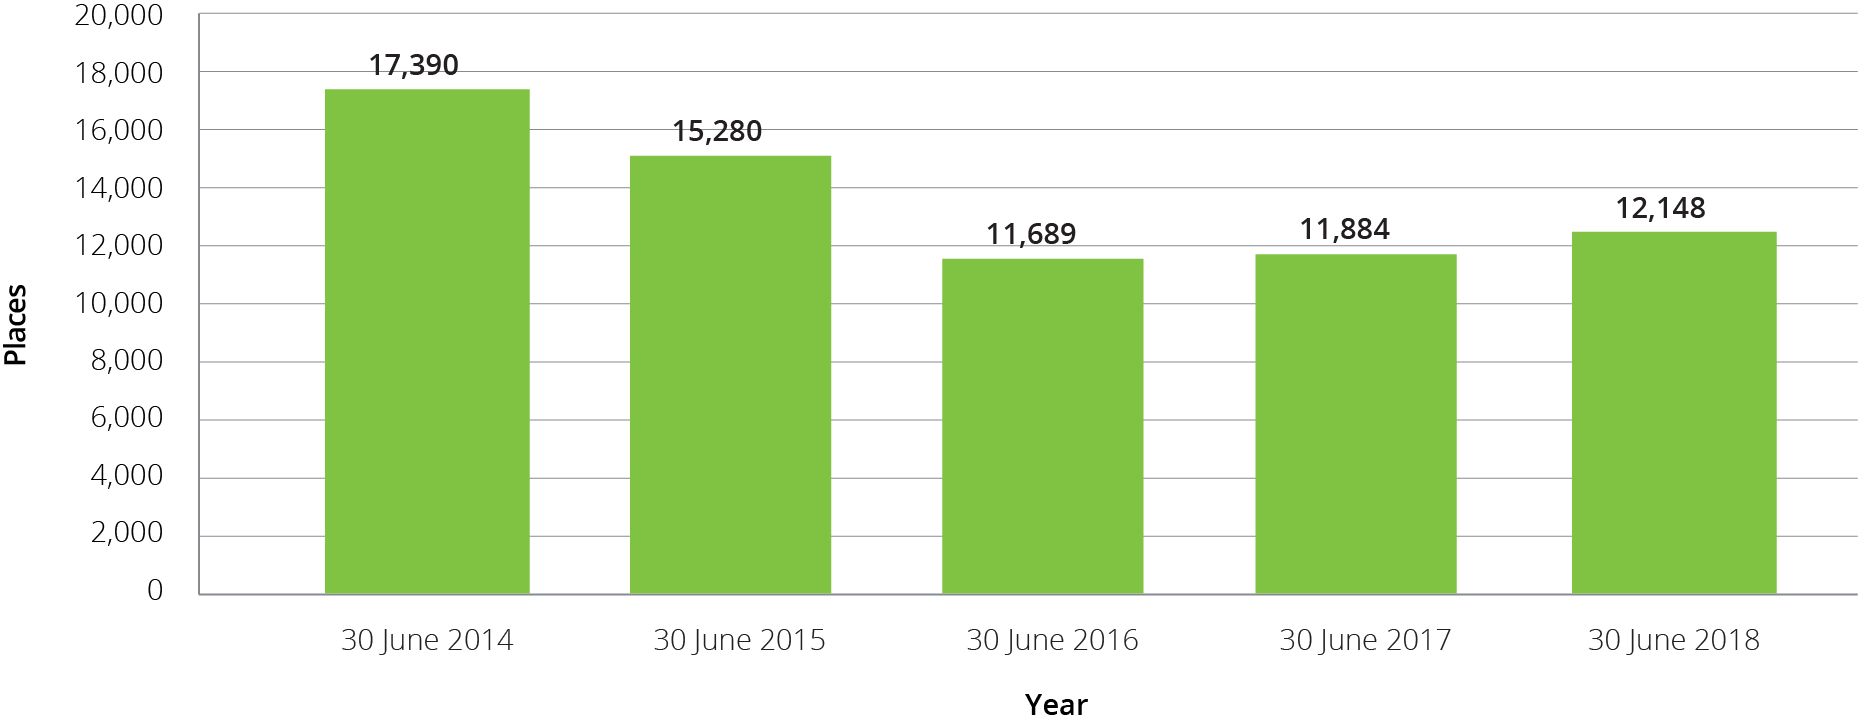 20,000
18,000
16,000
14,000
12,000
10,000
8,000
6,000
4,000
2,000
0
Places
17,390
15,280
11,689
11,884
12,148
30 June 2014
30 June 2015
30 June 2016
30 June 2017
30 June 2018
Year